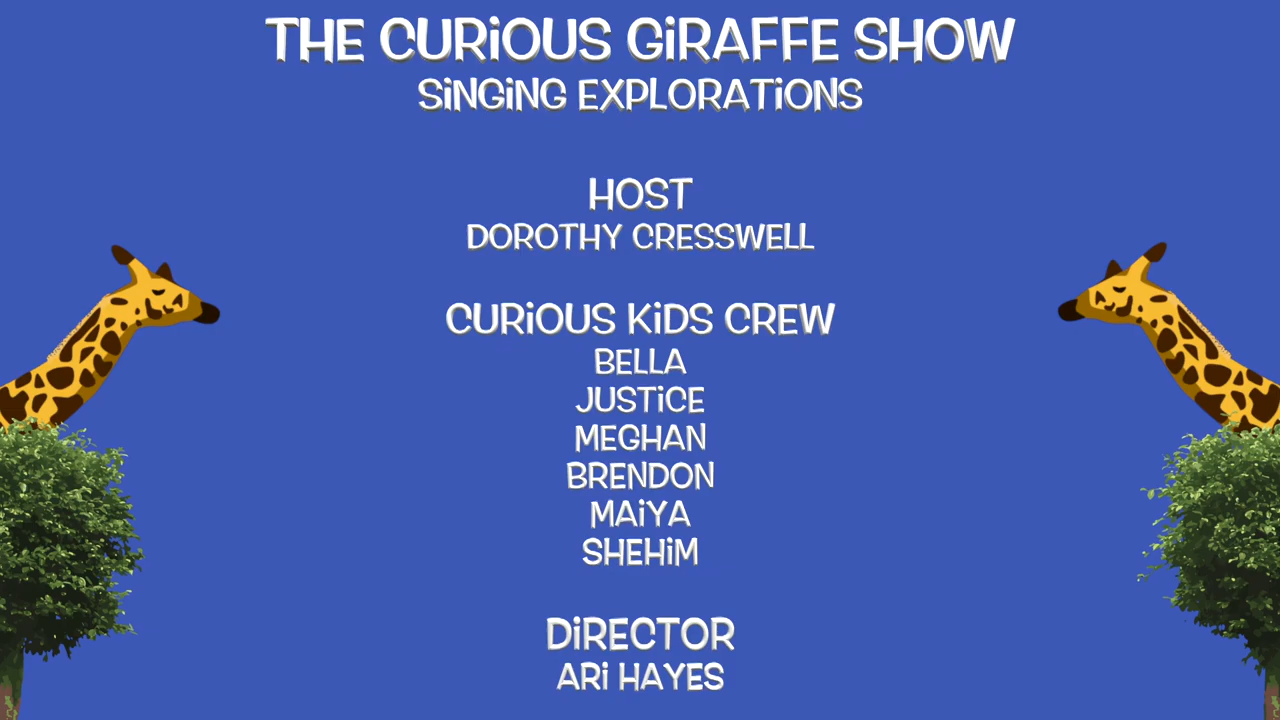 THE CURiOUS GiRAFFE SHOW
SiNGiNG EXPLORATiONS
HOST
DOROTHY CRESSWELL
CURiOUS KiDS CREW
BELLA
JUSTiCE
MEGHAN
BRENDON
MAiYA
SHEHiM
DiRECTOR
ARi HAYES